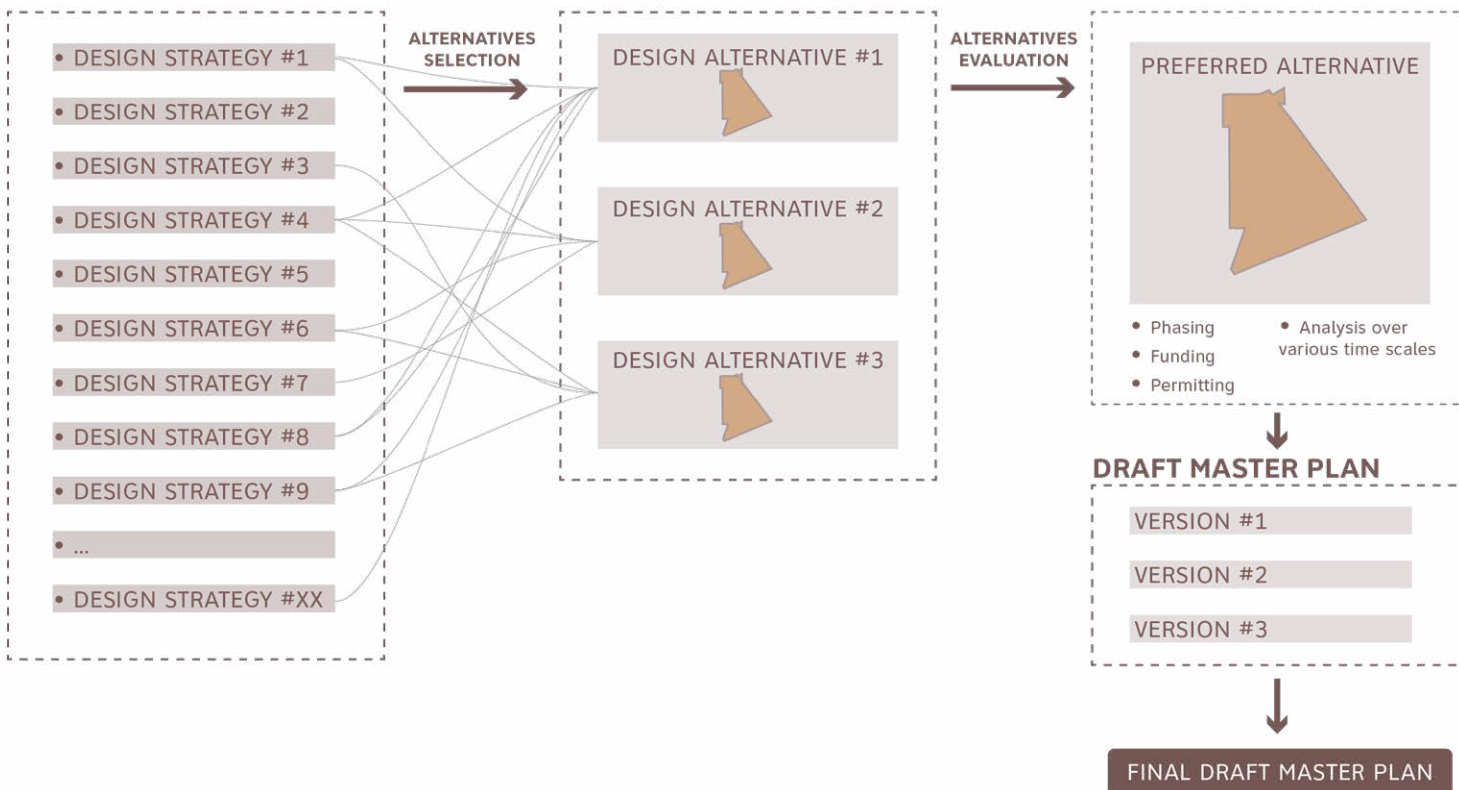 • DESIGN STRATEGY #1
• DESIGN STRATEGY #2
• DESIGN STRATEGY #3
• DESIGN STRATEGY #4
• DESIGN STRATEGY #5
• DESIGN STRATEGY #6
• DESIGN STRATEGY #7
• DESIGN STRATEGY #8
• DESIGN STRATEGY #9
• ...
• DESIGN STRATEGY #XX
ALTERNATIVES
SELECTION
DESIGN ALTERNATIVE #1
DESIGN ALTERNATIVE #2
DESIGN ALTERNATIVE #3
ALTERNATIVES
EVALUATION
PREFERRED ALTERNATIVE
• Phasing
• Funding
• Permitting
• Analysis over
various time scales
DRAFT MASTER PLAN
VERSION #1
VERSION #2
VERSION #3
FINAL DRAFT MASTER PLAN